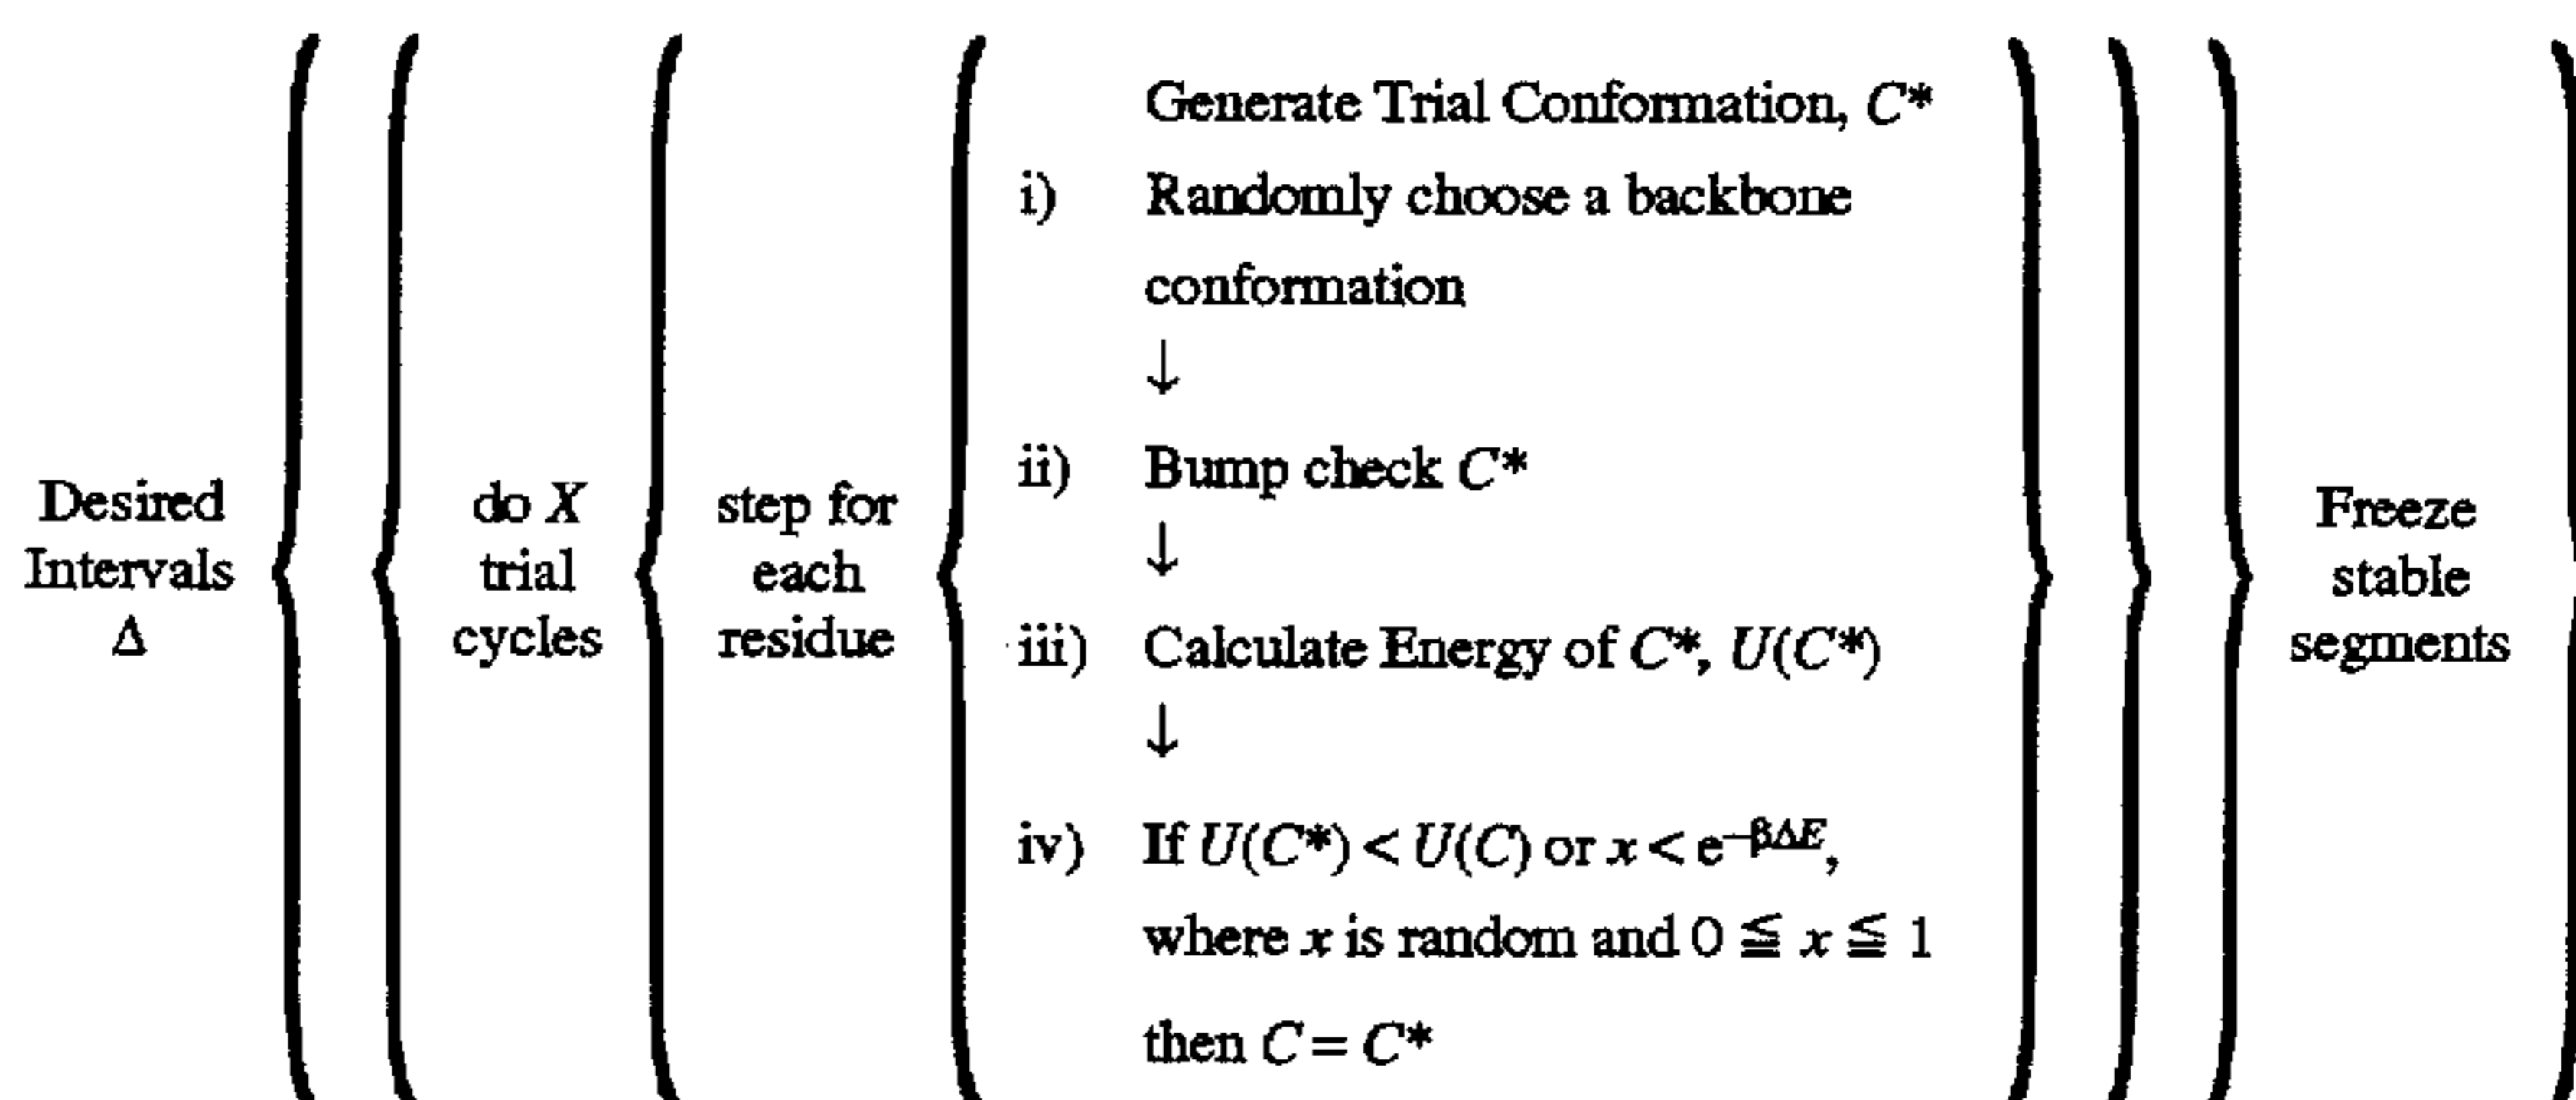 Desired
Intervals
Δ
do X
trial
cycles
step for
each
residue
Generate Trial Conformation, C*
i) Randomly choose a backbone
conformation
↓
ii) Bump check C*
↓
iii) Calculate Energy of C*, U(C*)
↓
iv) If U(C*) < U(C) or x < e^{−βΔE},
where x is random and 0 ≦ x ≦ 1
then C = C*
Freeze
stable
segments